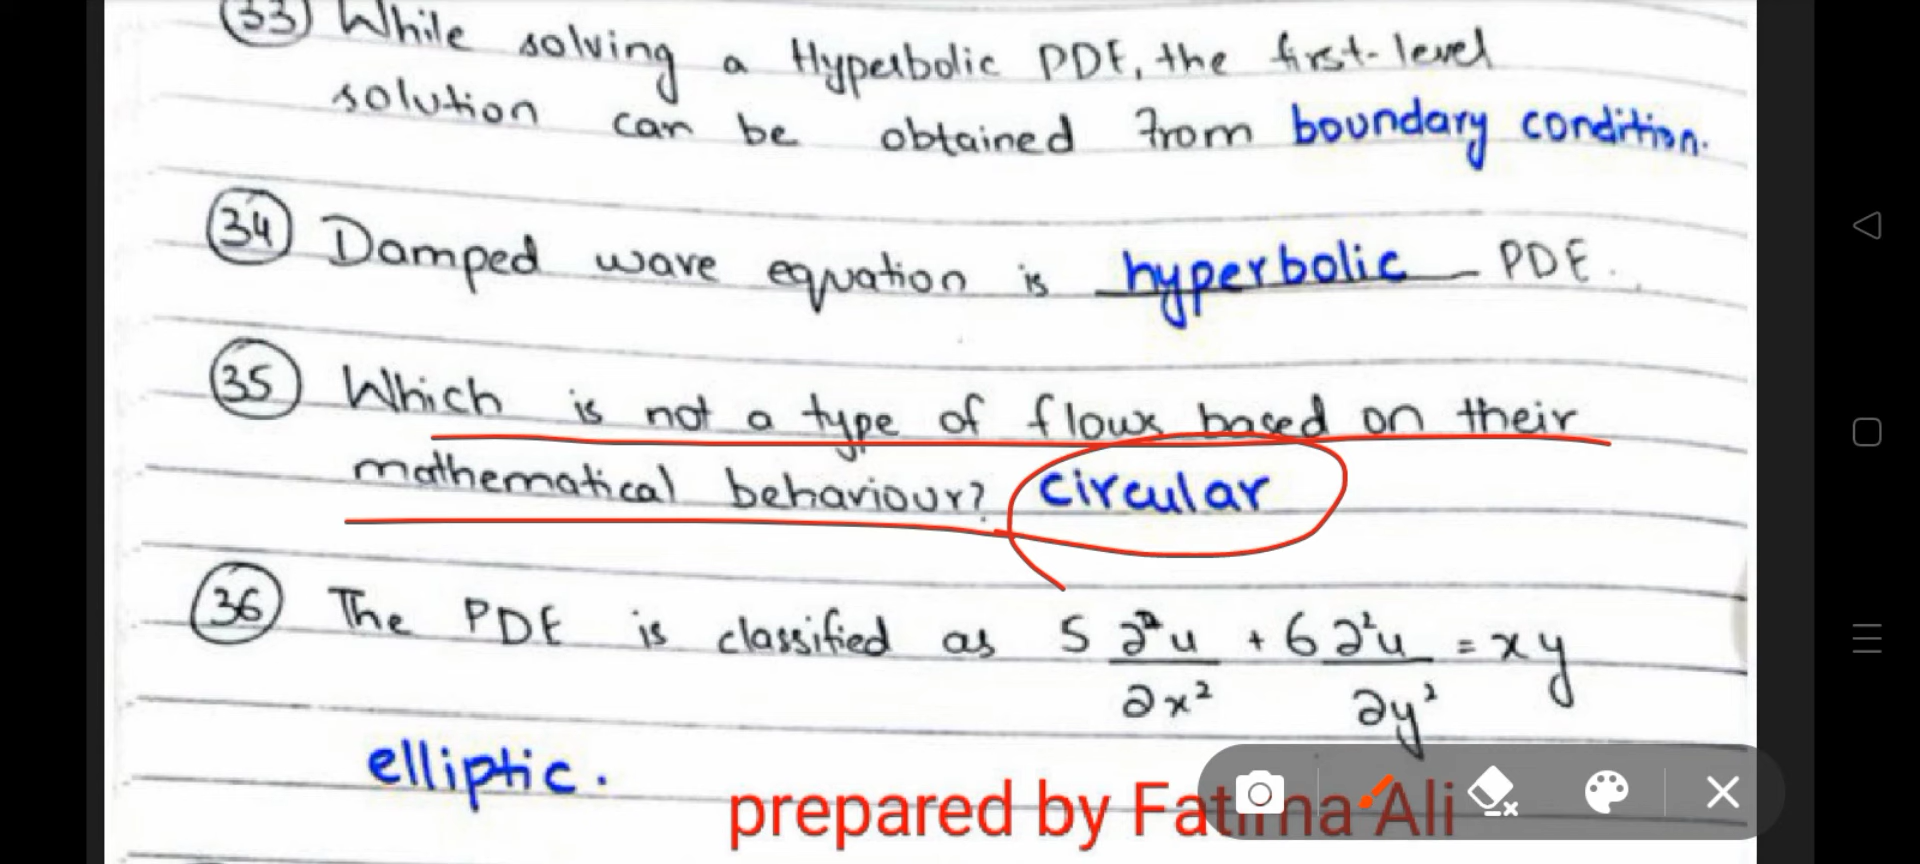 (33) While solving a Hyperbolic PDE, the first-level
solution can be obtained from boundary condition.
(34) Damped wave equation is hyperbolic PDE.
(35) Which is not a type of flows based on their
mathematical behaviour? circular
(36) The PDE is classified as 5 ∂²u/∂x² + 6 ∂²u/∂y² = xy
elliptic.
prepared by Fatima Ali